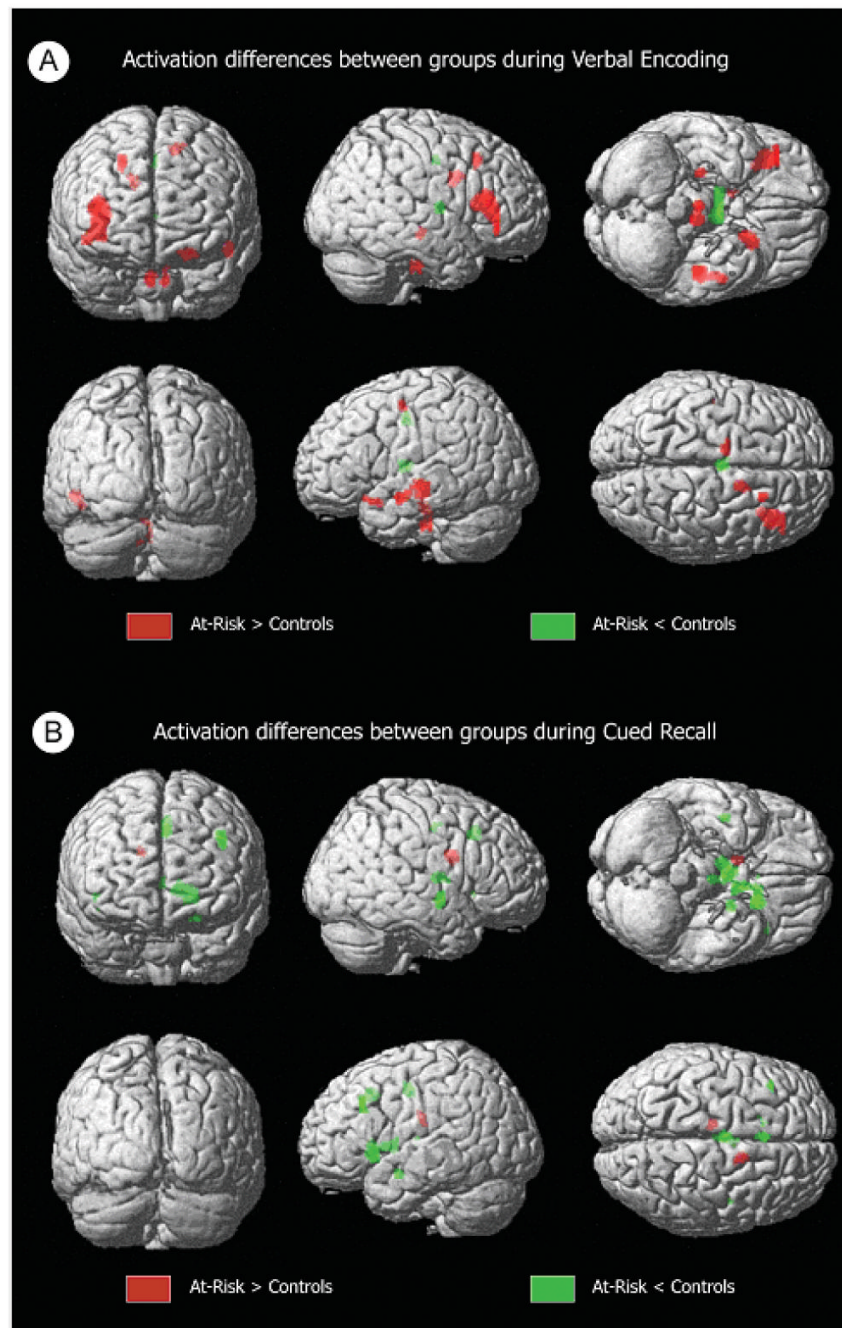 A
Activation differences between groups during Verbal Encoding
At-Risk > Controls
At-Risk < Controls
B
Activation differences between groups during Cued Recall
At-Risk > Controls
At-Risk < Controls